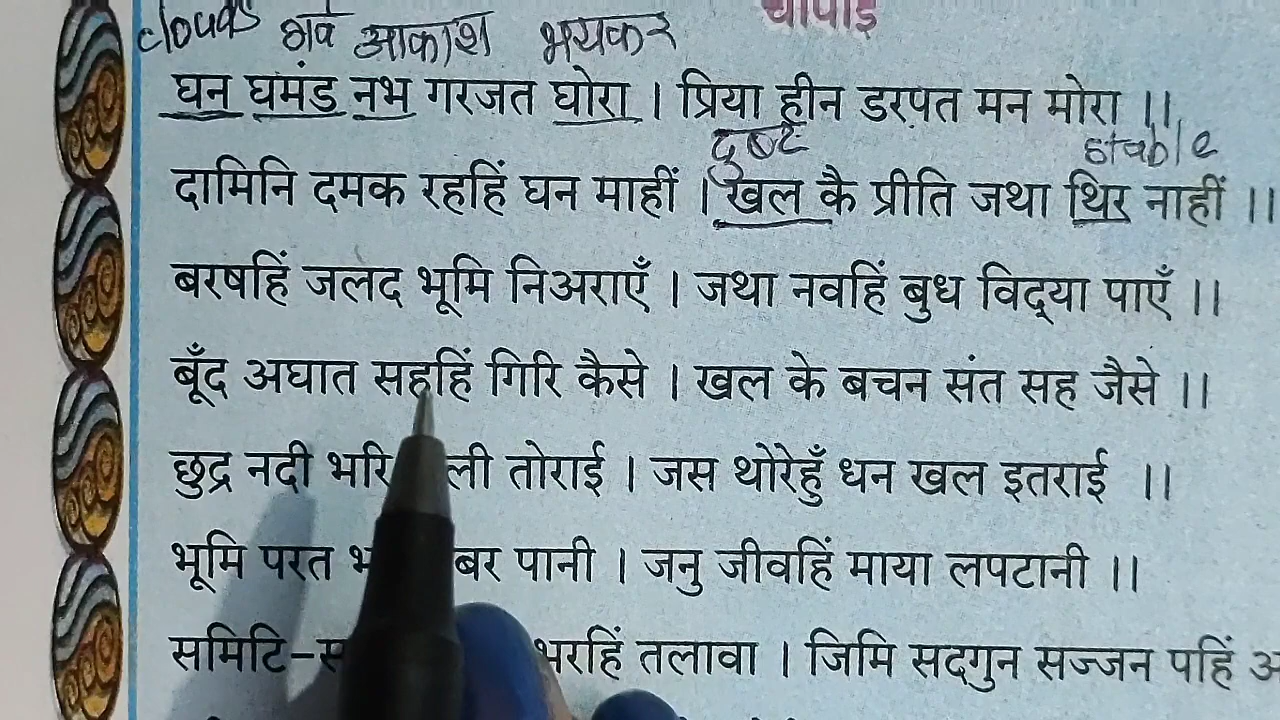 चौपाई
clouds गर्व आकाश भयंकर
घन घमंड नभ गरजत घोरा । प्रिया हीन डरपत मन मोरा ।।
दुष्ट stable
दामिनि दमक रहहिं घन माहीं । खल कै प्रीति जथा थिर नाहीं ।।
बरषहिं जलद भूमि निअराएँ । जथा नवहिं बुध विद्‌या पाएँ ।।
बूँद अघात सहहिं गिरि कैसे । खल के बचन संत सह जैसे ।।
छुद्र नदी भरि तोराई । जस थोरेहुँ धन खल इतराई ।।
भूमि परत पानी । जनु जीवहिं माया लपटानी ।।
भरहिं तलावा । जिमि सदगुन सज्जन पहिं